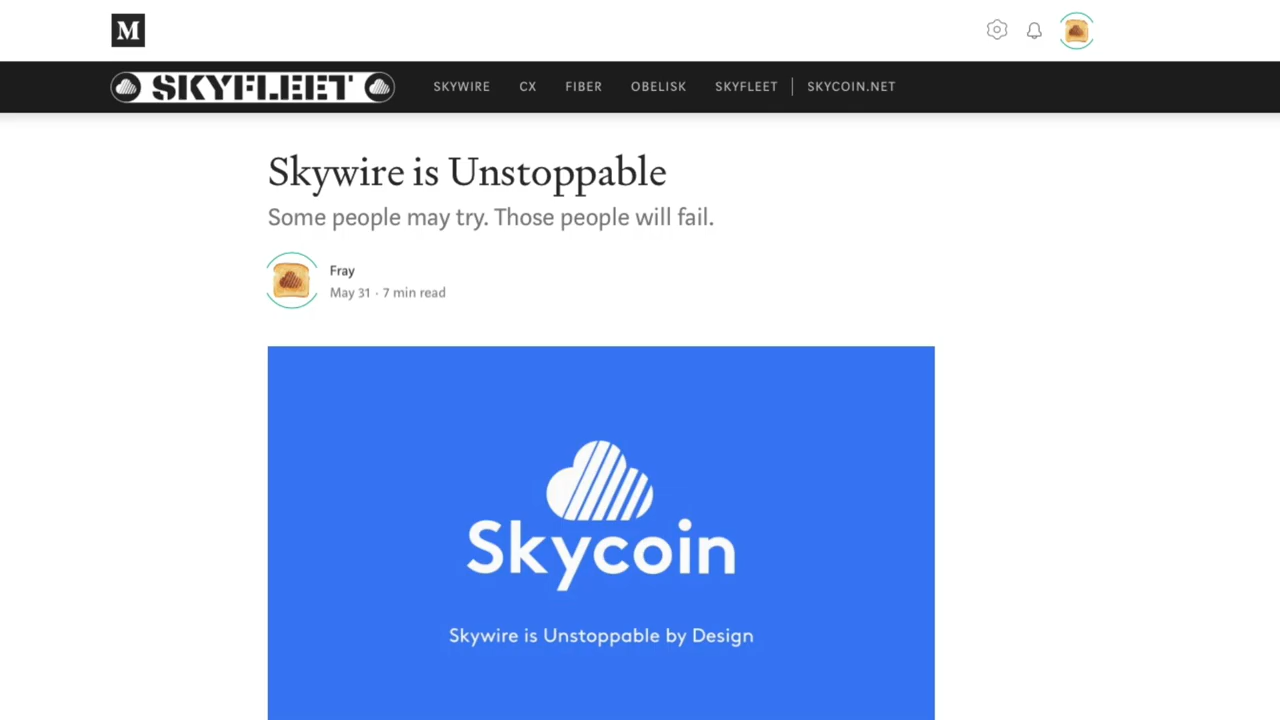 M
SKYFLEET
SKYWIRE CX FIBER OBELISK SKYFLEET SKYCOIN.NET
Skywire is Unstoppable
Some people may try. Those people will fail.
Fray
May 31 · 7 min read
Skycoin
Skywire is Unstoppable by Design